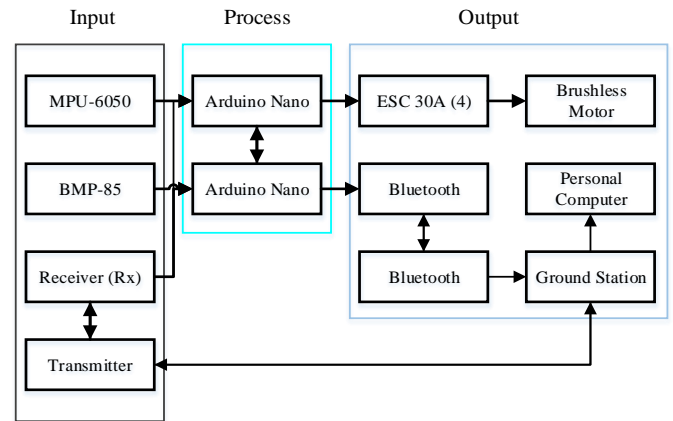 Input Process Output
MPU-6050 Arduino Nano ESC 30A (4) Brushless
Motor
BMP-85 Arduino Nano Bluetooth Personal
Computer
Receiver (Rx) Bluetooth Ground Station
Transmitter